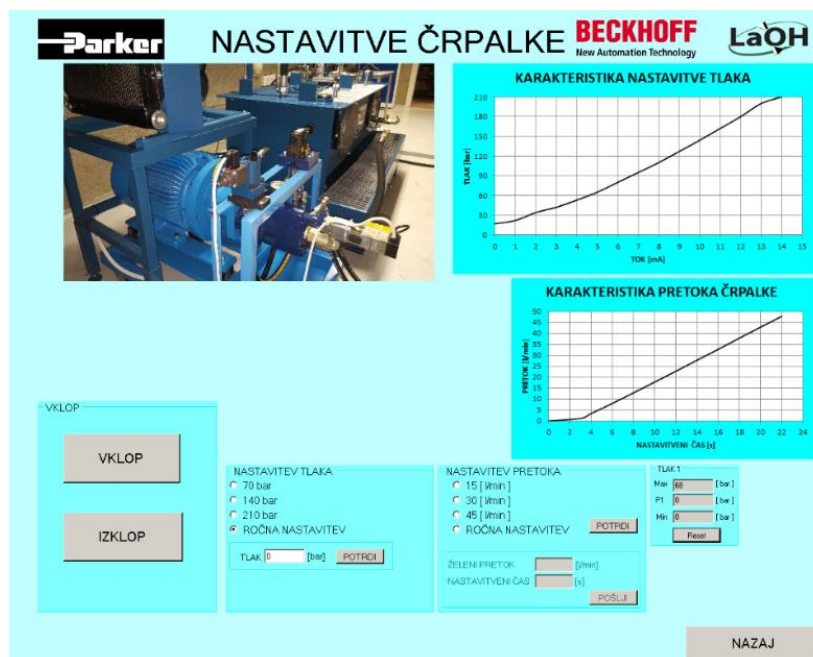 Parker
NASTAVITVE ČRPALKE
BECKHOFF
New Automation Technology
LaOH
KARAKTERISTIKA NASTAVITVE TLAKA
TLAK [bar]
210
180
150
120
90
60
30
0
0 1 2 3 4 5 6 7 8 9 10 11 12 13 14 15
TOK [mA]
KARAKTERISTIKA PRETOKA ČRPALKE
PRETOK [l/min]
50
45
40
35
30
25
20
15
10
5
0
0 2 4 6 8 10 12 14 16 18 20 22 24
NASTAVITVENI ČAS [s]
VKLOP
VKLOP
IZKLOP
NASTAVITEV TLAKA
70 bar
140 bar
210 bar
ROČNA NASTAVITEV
TLAK 0 [bar] POTRDI
NASTAVITEV PRETOKA
15 [ l/min ]
30 [ l/min ]
45 [ l/min ]
ROČNA NASTAVITEV POTRDI
ŽELENI PRETOK [l/min]
NASTAVITVENI ČAS [s]
POŠLJI
TLAK 1
Max 68 [ bar ]
P1 0 [ bar ]
Min 0 [ bar ]
Reset
NAZAJ